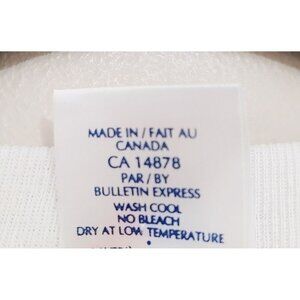 MADE IN / FAIT AU
CANADA
CA 14878
PAR / BY
BULLETIN EXPRESS
WASH COOL
NO BLEACH
DRY AT LOW TEMPERATURE